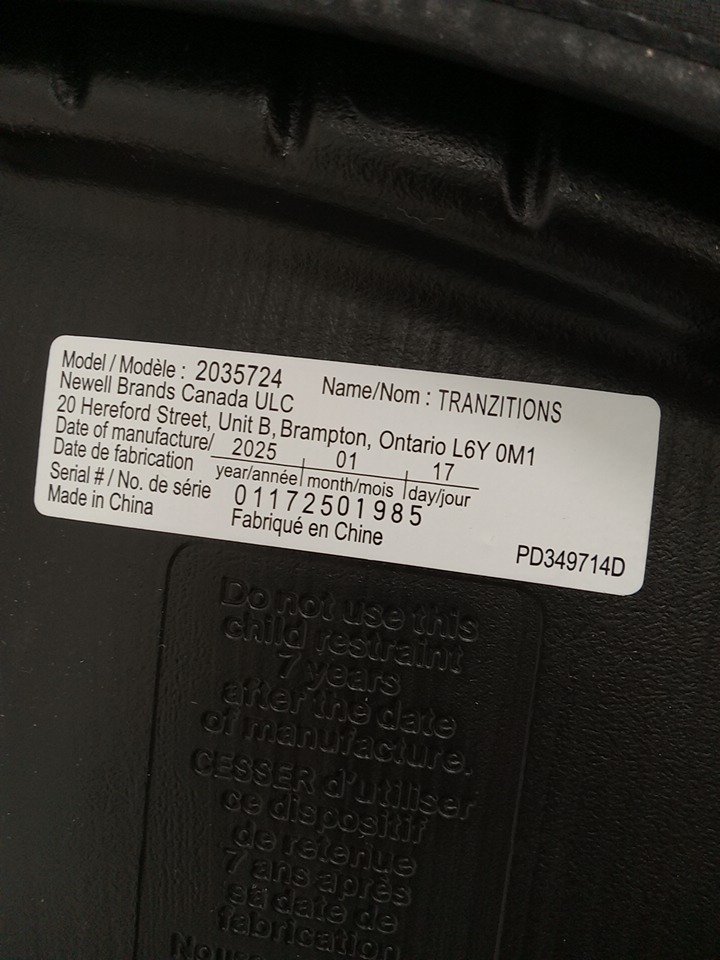 Model / Modèle : 2035724 Name/Nom : TRANZITIONS
Newell Brands Canada ULC
20 Hereford Street, Unit B, Brampton, Ontario L6Y 0M1
Date of manufacture/ 2025 01 17
Date de fabrication year/année month/mois day/jour
Serial # / No. de série 01172501985
Made in China Fabriqué en Chine PD349714D
Do not use this
child restraint
7 years
after the date
of manufacture.
CESSER d'utiliser
ce dispositif
de retenue
7 ans après
sa date de
fabrication